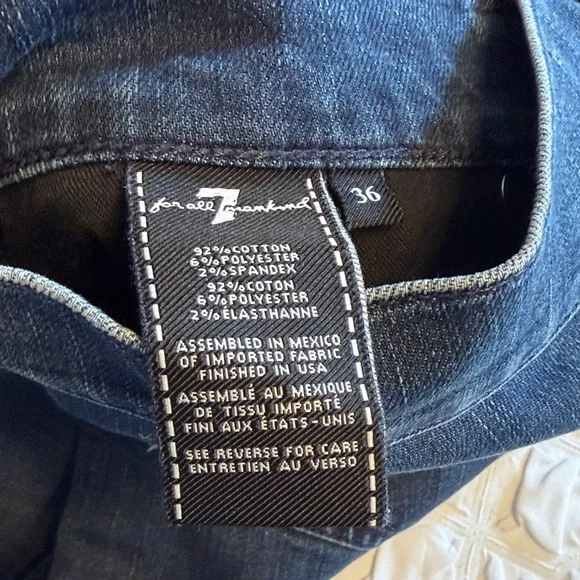 7
for all mankind
36
92% COTTON
6% POLYESTER
2% SPANDEX
92% COTON
6% POLYESTER
2% ÉLASTHANNE
ASSEMBLED IN MEXICO
OF IMPORTED FABRIC
FINISHED IN USA
ASSEMBLÉ AU MEXIQUE
DE TISSU IMPORTÉ
FINI AUX ÉTATS-UNIS
SEE REVERSE FOR CARE
ENTRETIEN AU VERSO